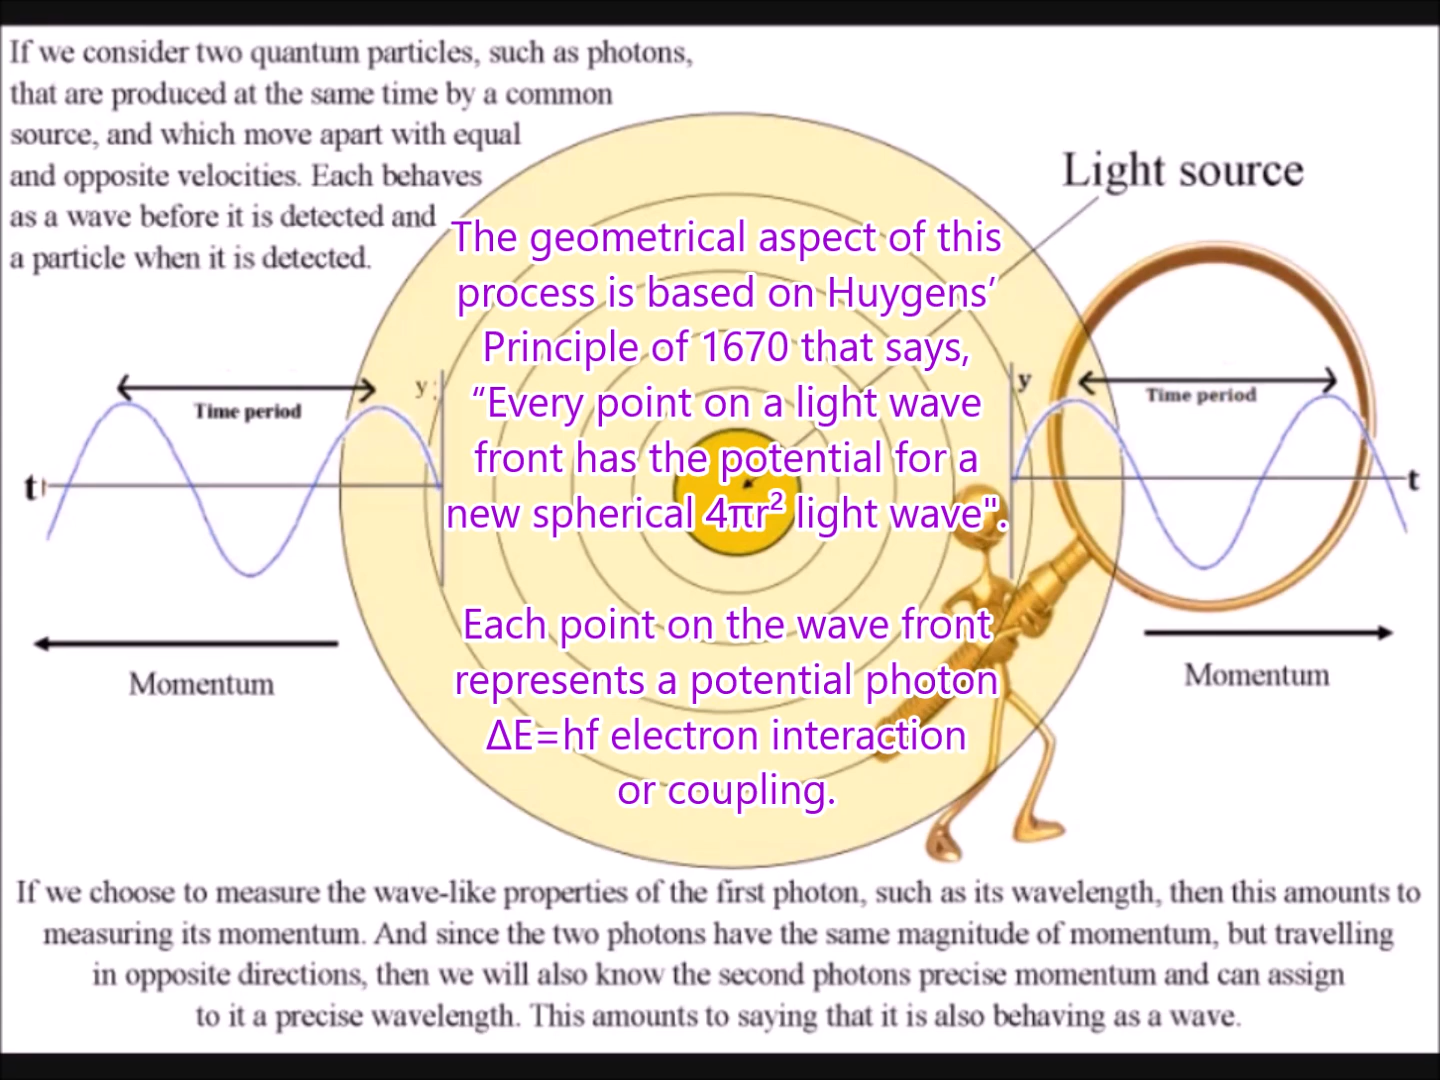 If we consider two quantum particles, such as photons,
that are produced at the same time by a common
source, and which move apart with equal
and opposite velocities. Each behaves
as a wave before it is detected and
a particle when it is detected.
Light source
The geometrical aspect of this
process is based on Huygens’
Principle of 1670 that says,
“Every point on a light wave
front has the potential for a
new spherical 4πr² light wave".
Each point on the wave front
represents a potential photon
ΔE=hf electron interaction
or coupling.
y
Time period
t
Momentum
y
Time period
t
Momentum
If we choose to measure the wave-like properties of the first photon, such as its wavelength, then this amounts to
measuring its momentum. And since the two photons have the same magnitude of momentum, but travelling
in opposite directions, then we will also know the second photons precise momentum and can assign
to it a precise wavelength. This amounts to saying that it is also behaving as a wave.